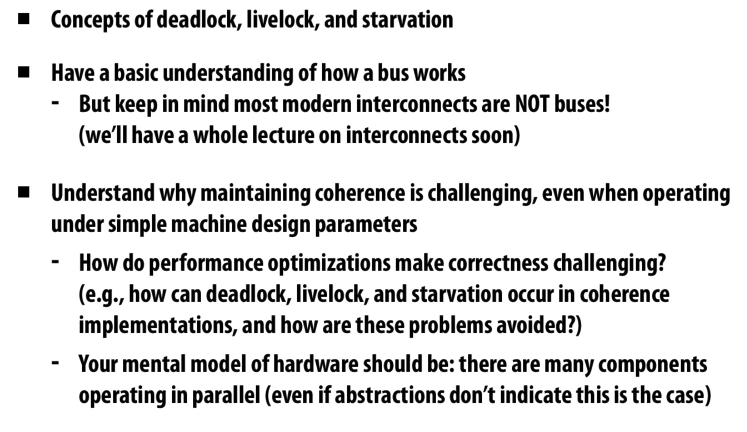 ■ Concepts of deadlock, livelock, and starvation
■ Have a basic understanding of how a bus works
- But keep in mind most modern interconnects are NOT buses!
(we’ll have a whole lecture on interconnects soon)
■ Understand why maintaining coherence is challenging, even when operating
under simple machine design parameters
- How do performance optimizations make correctness challenging?
(e.g., how can deadlock, livelock, and starvation occur in coherence
implementations, and how are these problems avoided?)
- Your mental model of hardware should be: there are many components
operating in parallel (even if abstractions don’t indicate this is the case)